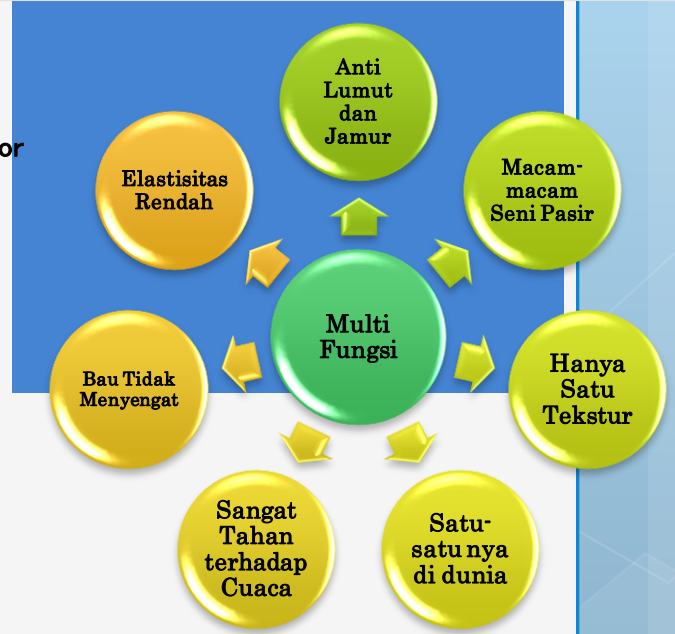 Anti
Lumut
dan
Jamur
or
Elastisitas
Rendah
Macam-
macam
Seni Pasir
Multi
Fungsi
Bau Tidak
Menyengat
Hanya
Satu
Tekstur
Sangat
Tahan
terhadap
Cuaca
Satu-
satu nya
di dunia